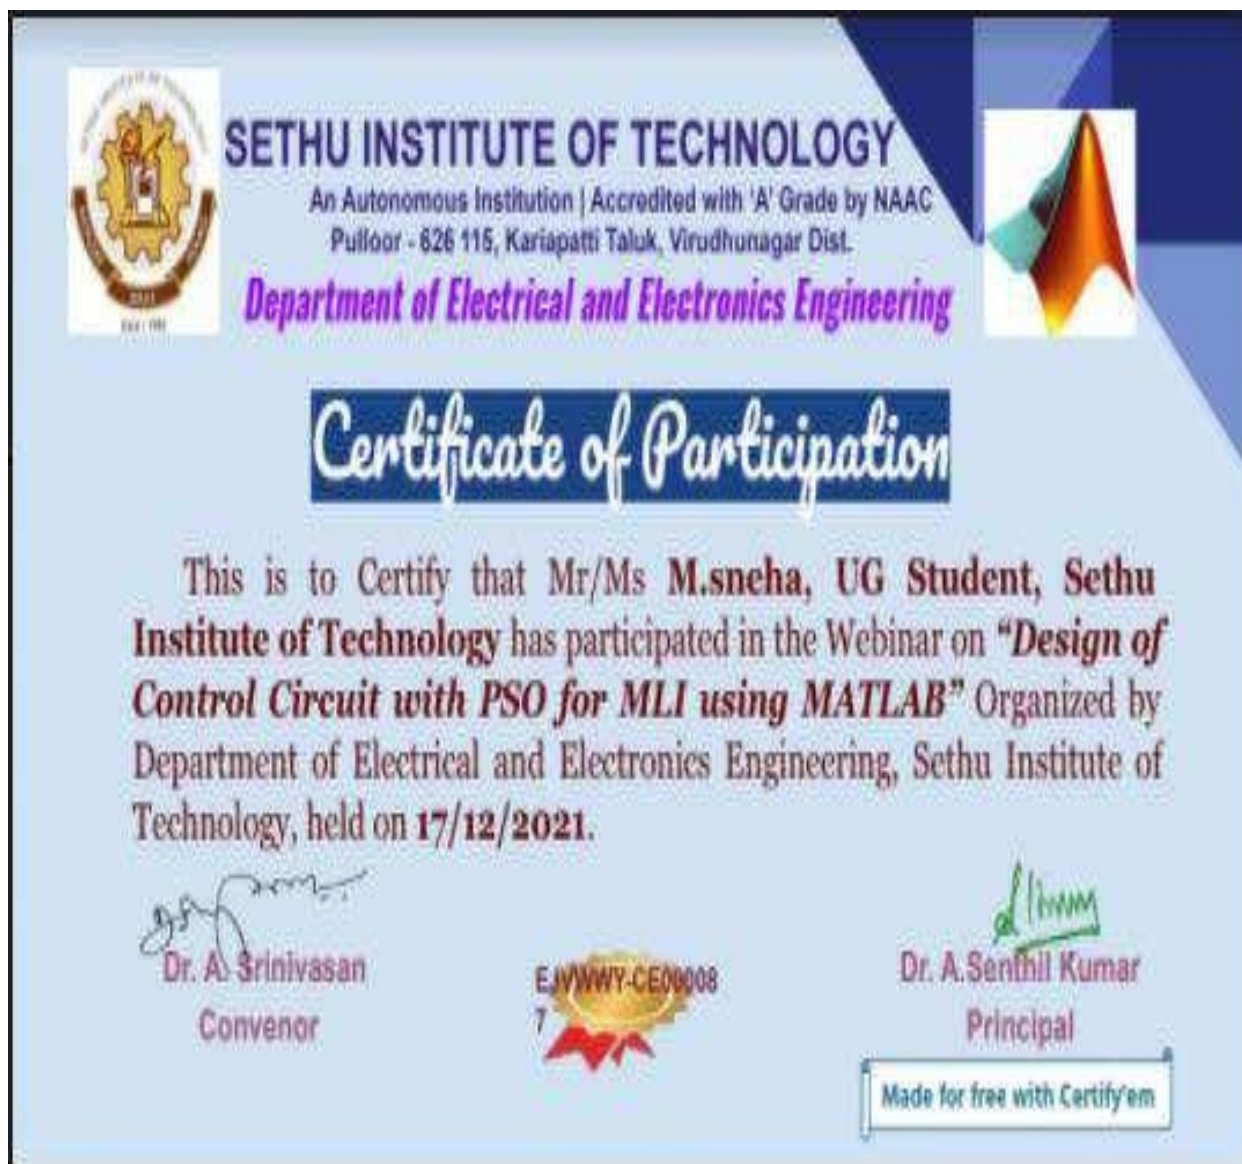 SETHU INSTITUTE OF TECHNOLOGY
An Autonomous Institution | Accredited with 'A' Grade by NAAC
Pulloor - 626 115, Kariapatti Taluk, Virudhunagar Dist.
Department of Electrical and Electronics Engineering
Certificate of Participation
This is to Certify that Mr/Ms M.sneha, UG Student, Sethu
Institute of Technology has participated in the Webinar on “Design of
Control Circuit with PSO for MLI using MATLAB” Organized by
Department of Electrical and Electronics Engineering, Sethu Institute of
Technology, held on 17/12/2021.
Dr. A. Srinivasan
Convenor
EJVWWY-CE00008
7
Dr. A.Senthil Kumar
Principal
Made for free with Certify'em